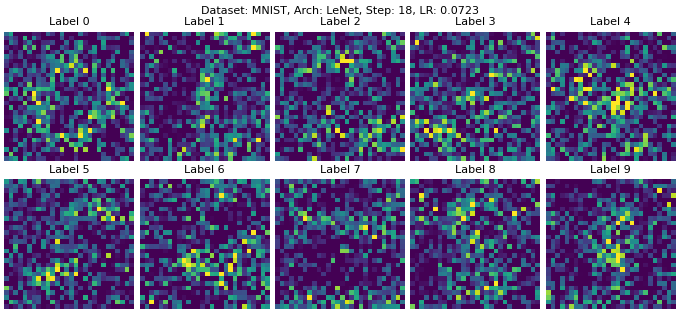 Dataset: MNIST, Arch: LeNet, Step: 18, LR: 0.0723
Label 0 Label 1 Label 2 Label 3 Label 4
Label 5 Label 6 Label 7 Label 8 Label 9